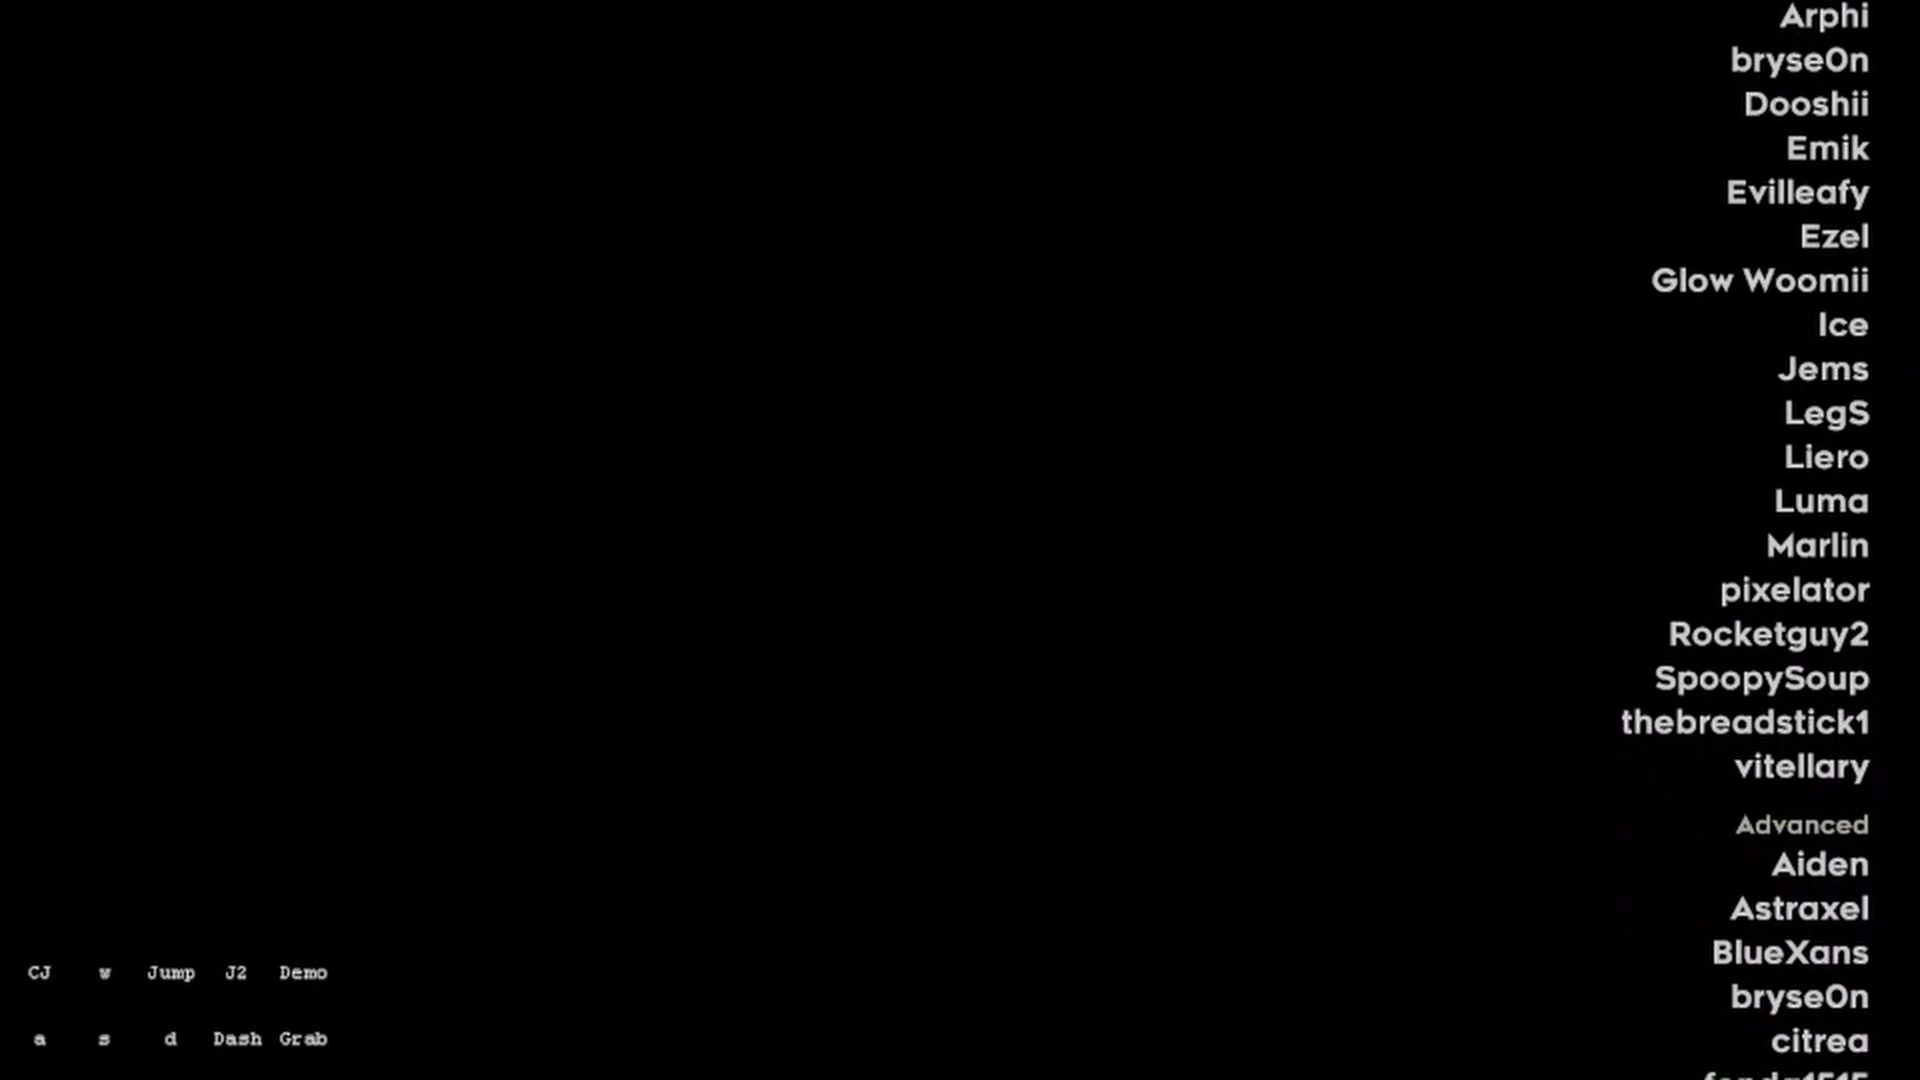 Arphi
bryse0n
Dooshii
Emik
Evilleafy
Ezel
Glow Woomii
Ice
Jems
LegS
Liero
Luma
Marlin
pixelator
Rocketguy2
SpoopySoup
thebreadstick1
vitellary
Advanced
Aiden
Astraxel
BlueXans
bryse0n
citrea
CJ w Jump J2 Demo
a s d Dash Grab